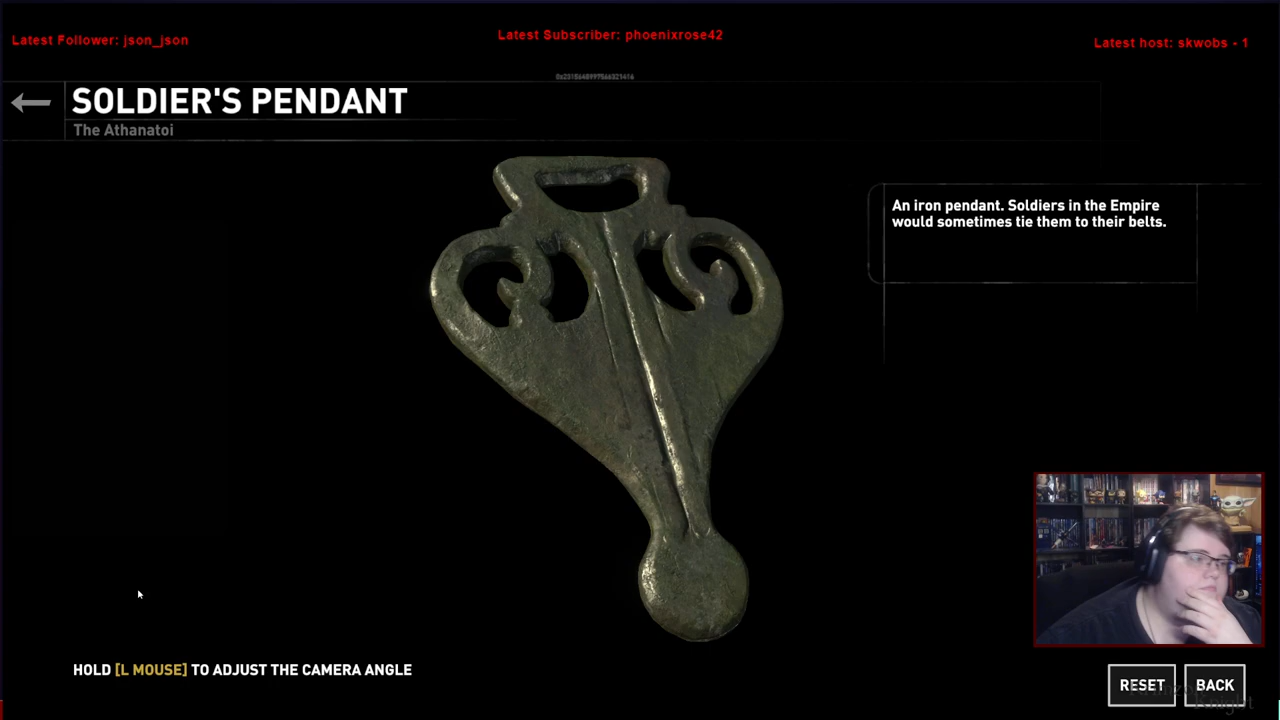 Latest Follower: json_json
Latest Subscriber: phoenixrose42
Latest host: skwobs - 1
SOLDIER'S PENDANT
The Athanatoi
An iron pendant. Soldiers in the Empire
would sometimes tie them to their belts.
HOLD [L MOUSE] TO ADJUST THE CAMERA ANGLE
RESET
BACK